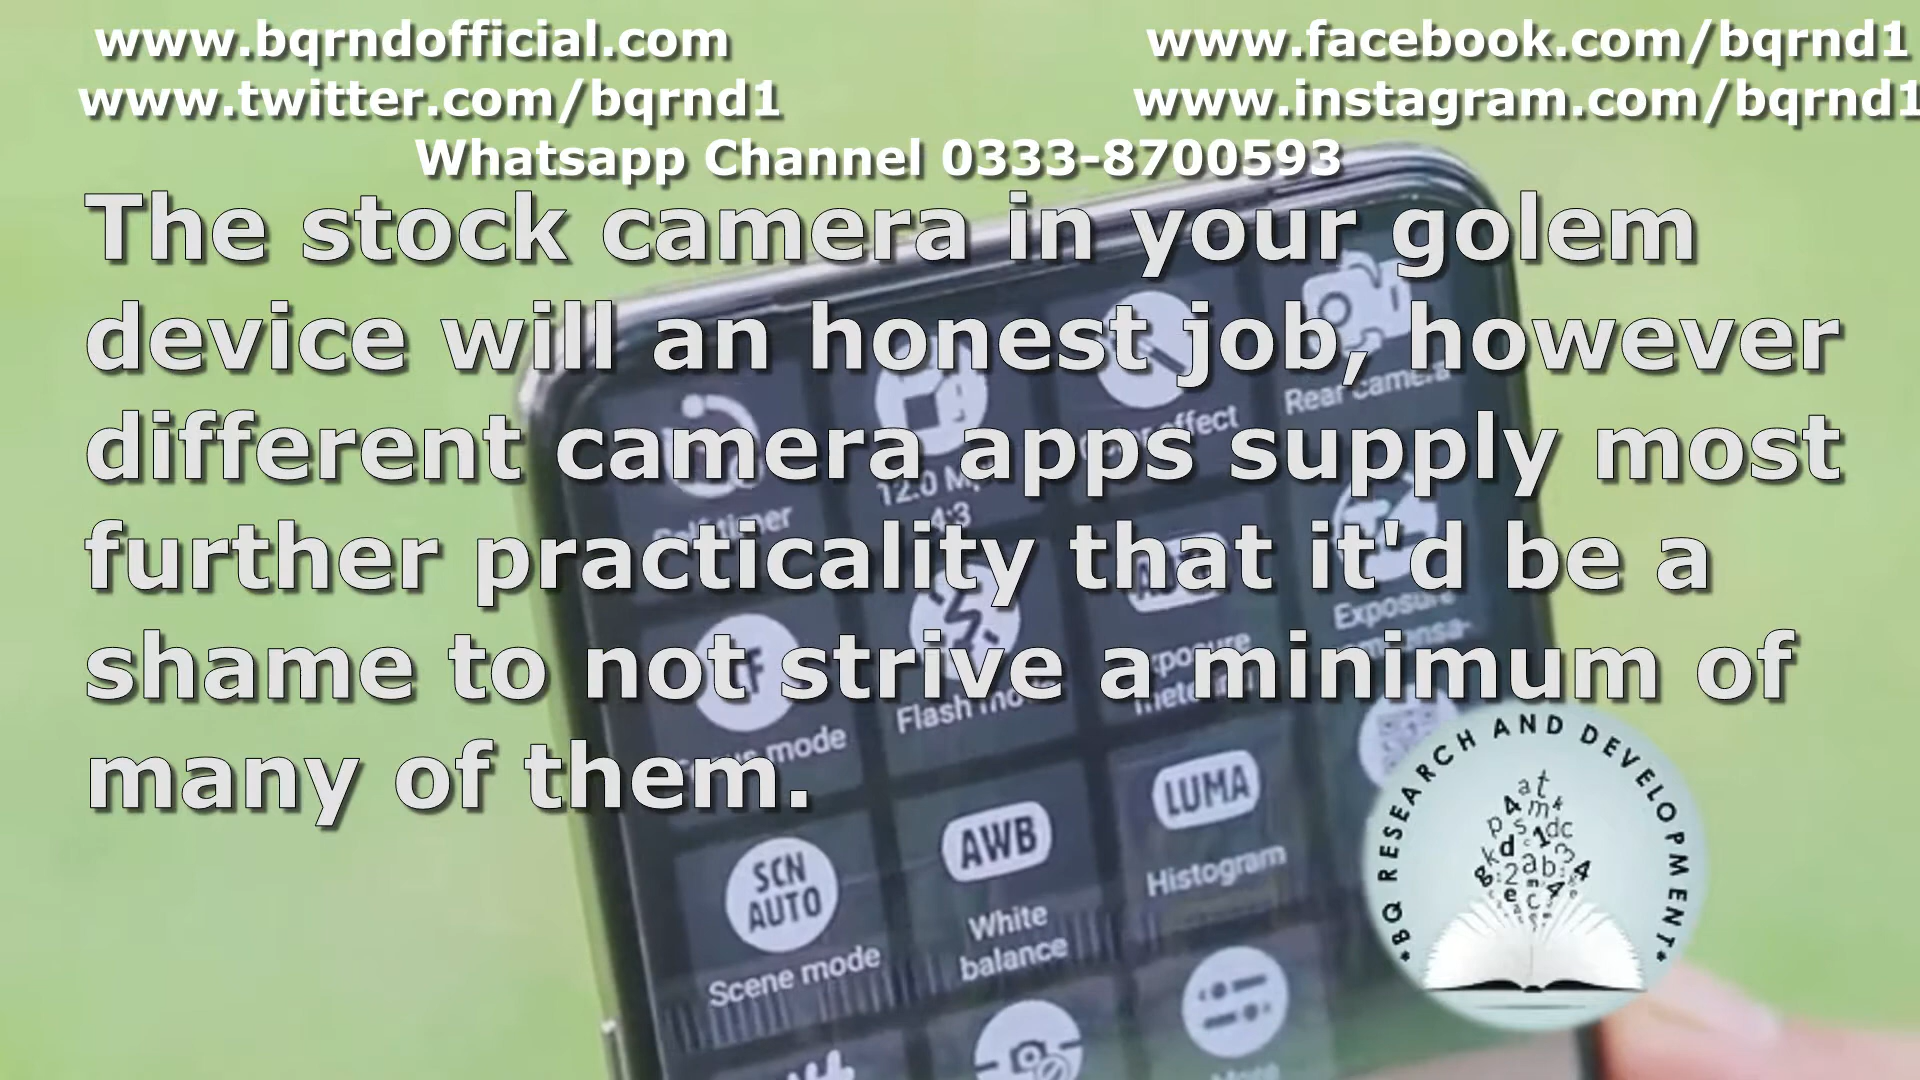 www.bqrndofficial.com
www.facebook.com/bqrnd1
www.twitter.com/bqrnd1
www.instagram.com/bqrnd1
Whatsapp Channel 0333-8700593
The stock camera in your golem
device will an honest job, however
different camera apps supply most
further practicality that it'd be a
shame to not strive a minimum of
many of them.
Rear camera
effect
12.0
4:3
Exposure
Flash
mode
LUMA
Histogram
AWB
White
balance
SCN
AUTO
Scene mode
BQ RESEARCH AND DEVELOPMENT